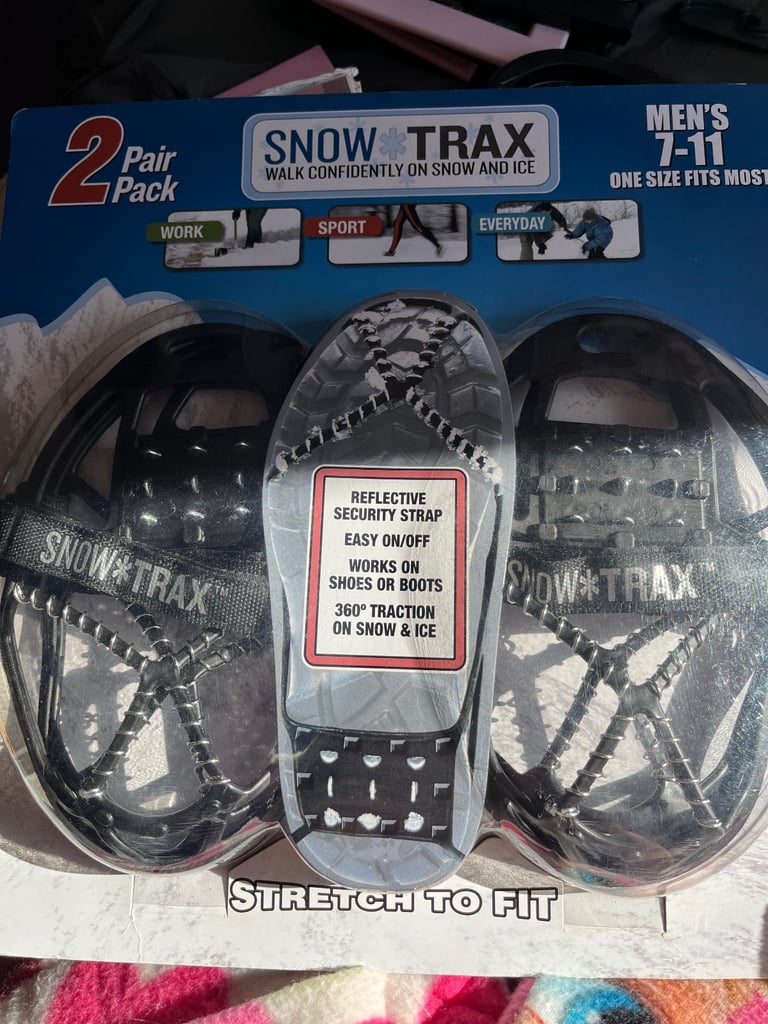 2 Pair Pack
SNOW*TRAX
WALK CONFIDENTLY ON SNOW AND ICE
MEN'S
7-11
ONE SIZE FITS MOST
WORK
SPORT
EVERYDAY
SNOW*TRAX™
REFLECTIVE
SECURITY STRAP
EASY ON/OFF
WORKS ON
SHOES OR BOOTS
360° TRACTION
ON SNOW & ICE
SNOW*TRAX™
STRETCH TO FIT